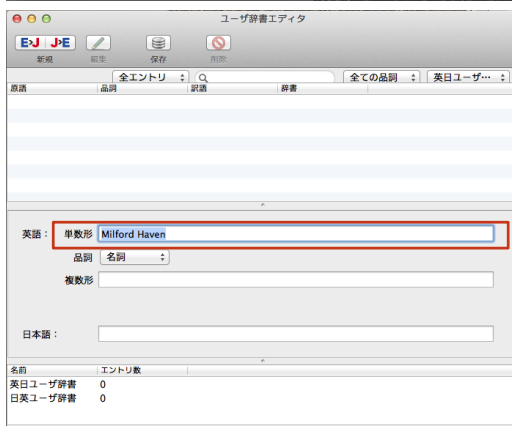 ユーザ辞書エディタ
E›J J›E
新規 編集 保存 削除
全エントリ 全ての品詞 英日ユーザ…
原語 品詞 訳語 辞書
英語： 単数形 Milford Haven
品詞 名詞
複数形
日本語：
名前 エントリ数
英日ユーザ辞書 0
日英ユーザ辞書 0